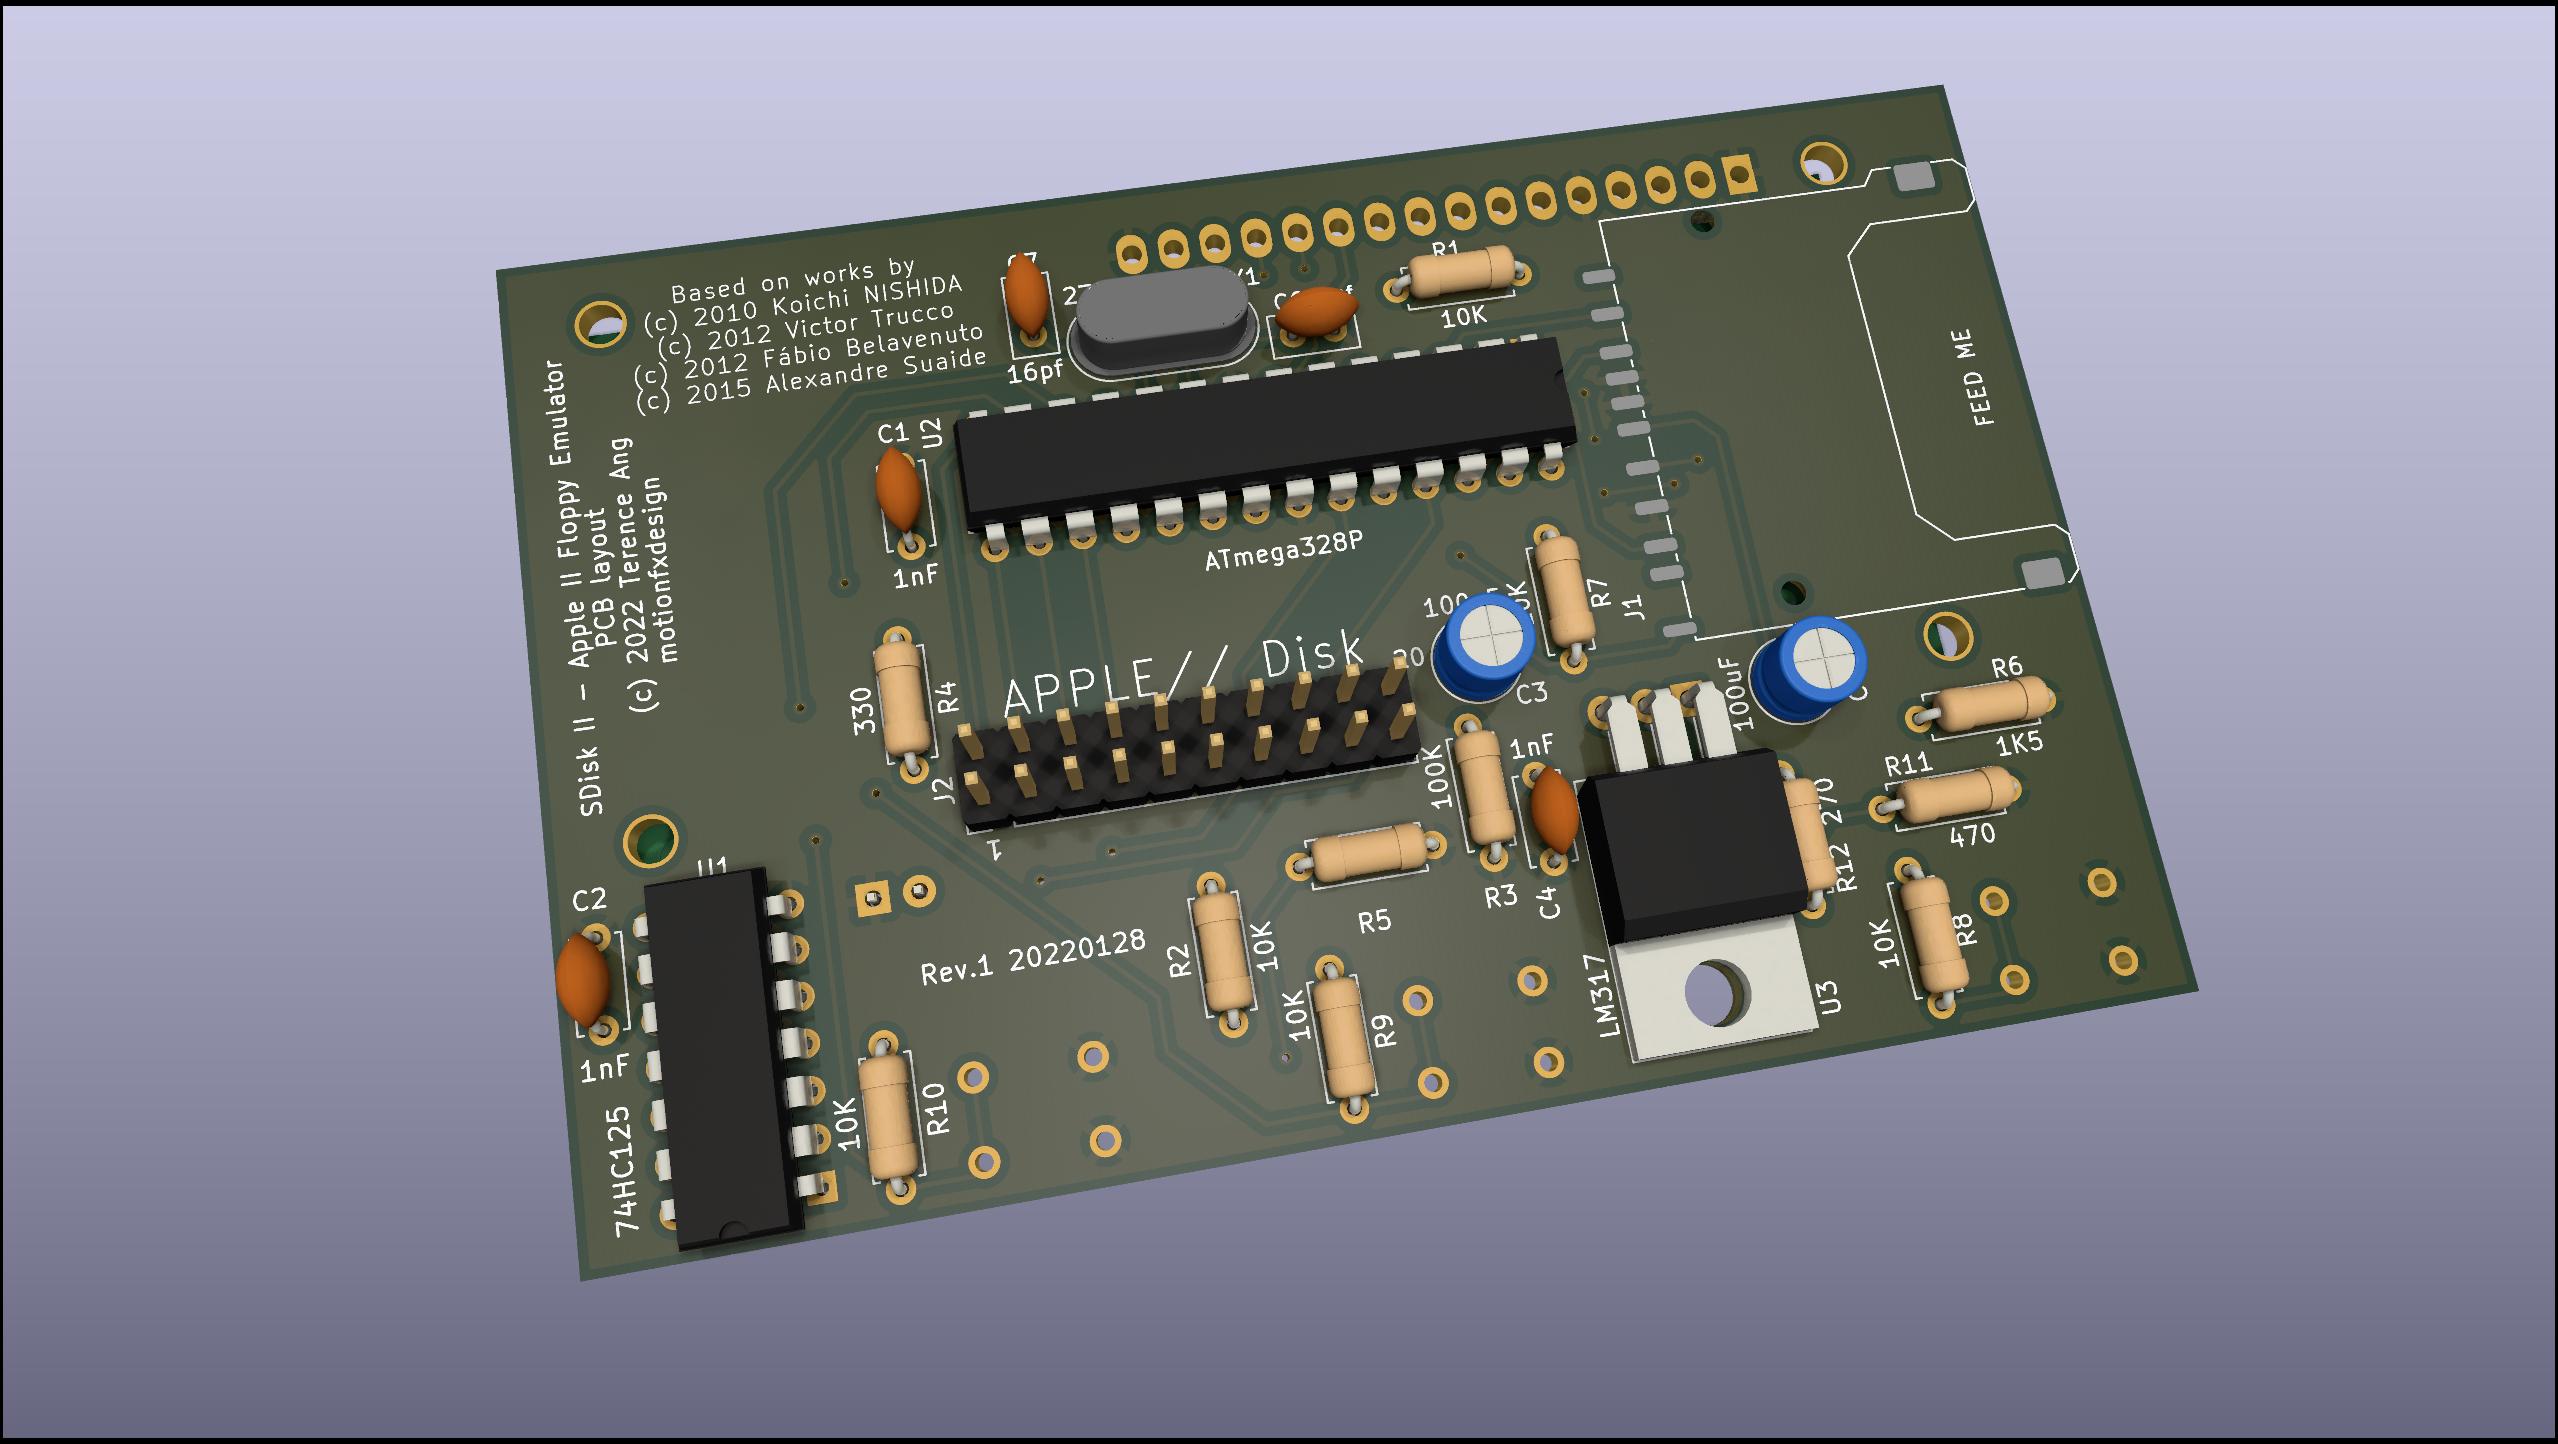 Based on works by
(c) 2010 Koichi NISHIDA
(c) 2012 Victor Trucco
(c) 2012 Fábio Belavenuto
(c) 2015 Alexandre Suaide
SDisk II - Apple II Floppy Emulator
PCB layout
(c) 2022 Terence Ang
motionfxdesign
16pf
R1
10K
FEED ME
C1
U2
1nF
ATmega328P
R7
J1
330
R4
APPLE// Disk
20
C3
100uF
R6
1K5
J2
1
100K
1nF
R3
C4
R5
R11
470
270
R12
U1
C2
1nF
74HC125
Rev.1 20220128
R2
10K
10K
R9
LM317
U3
10K
R8
10K
R10